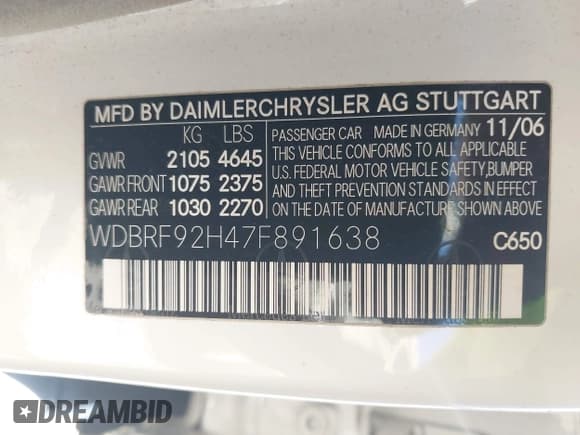 MFD BY DAIMLERCHRYSLER AG STUTTGART
KG LBS
GVWR 2105 4645
GAWR FRONT 1075 2375
GAWR REAR 1030 2270
PASSENGER CAR MADE IN GERMANY 11/06
THIS VEHICLE CONFORMS TO ALL APPLICABLE
U.S. FEDERAL MOTOR VEHICLE SAFETY,BUMPER
AND THEFT PREVENTION STANDARDS IN EFFECT
ON THE DATE OF MANUFACTURE SHOWN ABOVE
WDBRF92H47F891638 C650
DREAMBID